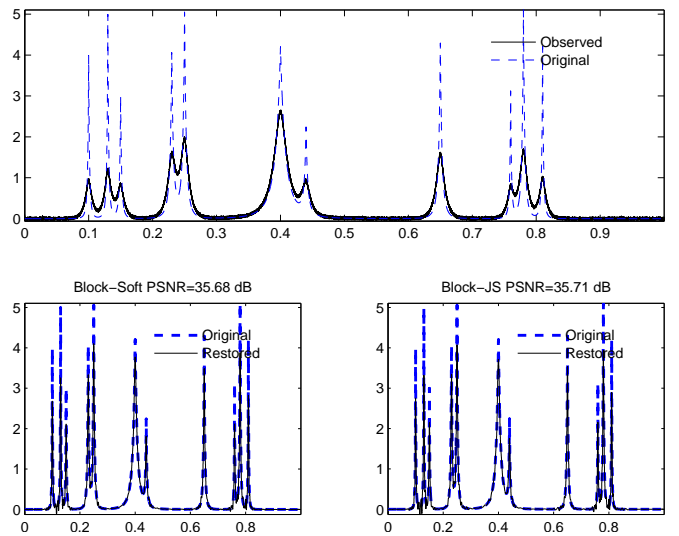 5
4
3
2
1
0
0 0.1 0.2 0.3 0.4 0.5 0.6 0.7 0.8 0.9
Observed
Original
Block−Soft PSNR=35.68 dB
5
4
3
2
1
0
0 0.2 0.4 0.6 0.8
Original
Restored
Block−JS PSNR=35.71 dB
5
4
3
2
1
0
0 0.2 0.4 0.6 0.8
Original
Restored